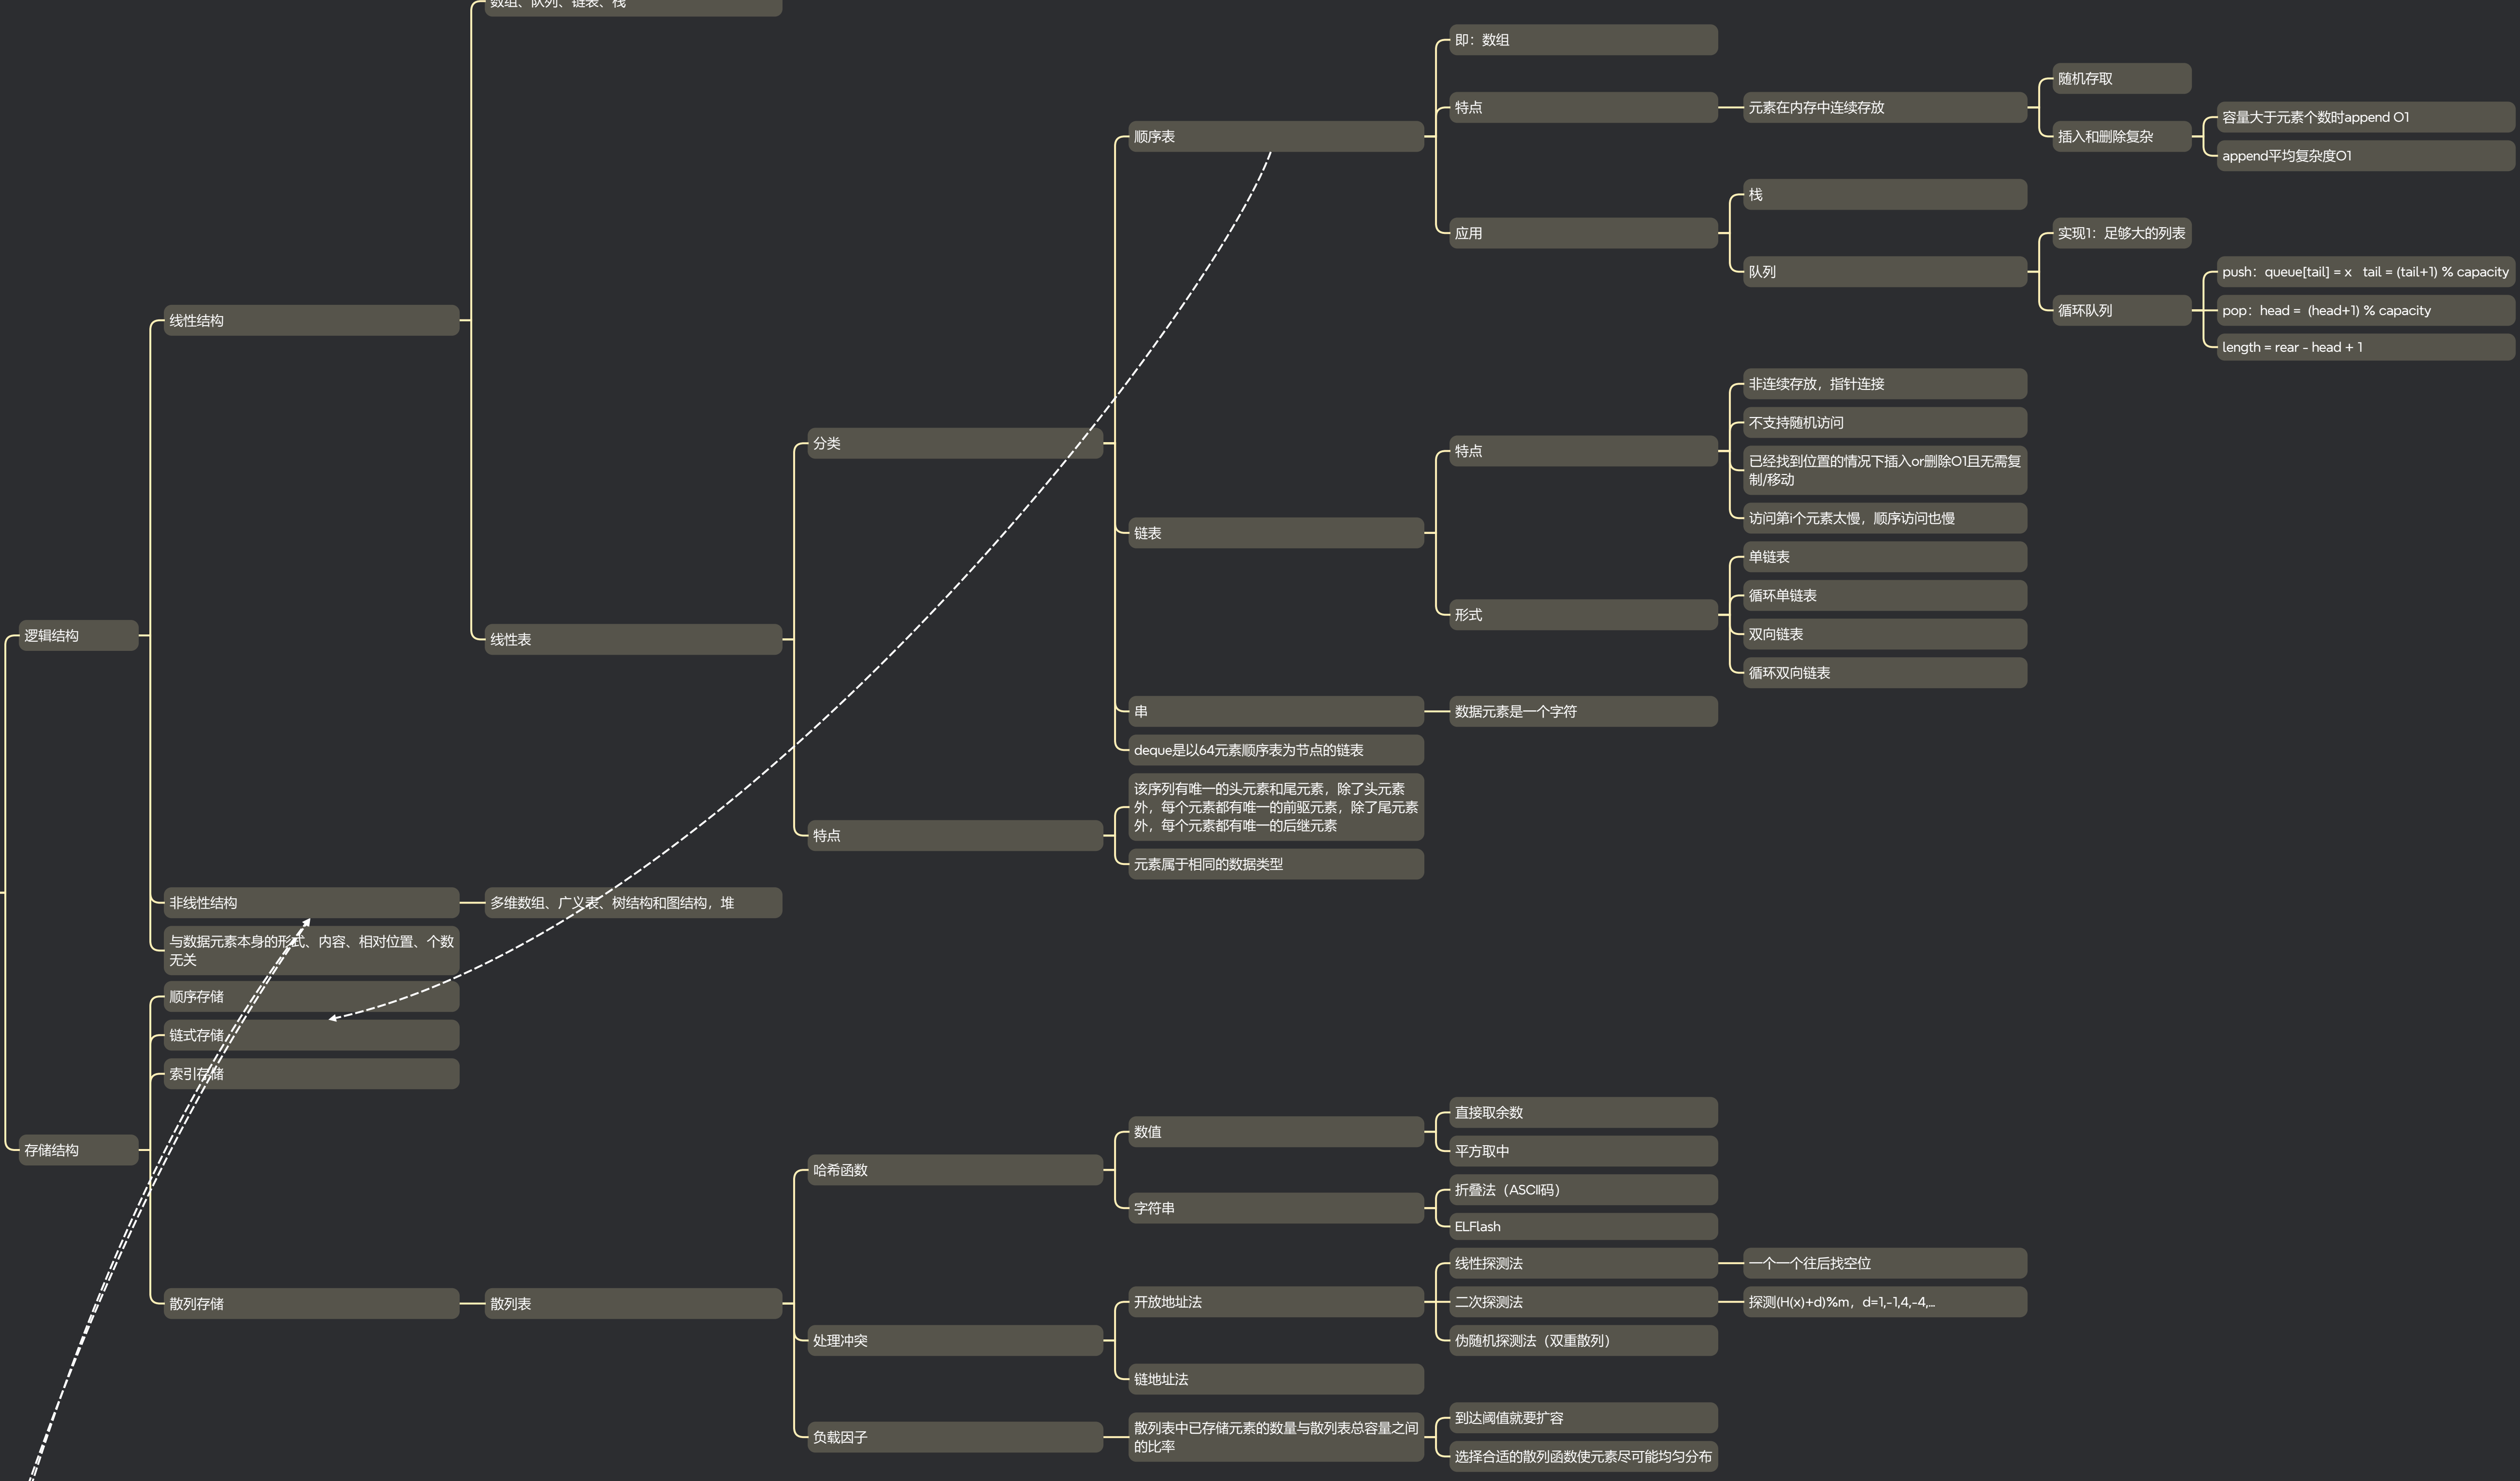 数组、队列、链表、栈
即：数组
随机存取
特点
元素在内存中连续存放
容量大于元素个数时append O1
顺序表
插入和删除复杂
append平均复杂度O1
栈
应用
实现1：足够大的列表
队列
push：queue[tail] = x   tail = (tail+1) % capacity
循环队列
pop：head =  (head+1) % capacity
线性结构
length = rear - head + 1
非连续存放，指针连接
不支持随机访问
分类
特点
已经找到位置的情况下插入or删除O1且无需复
制/移动
访问第i个元素太慢，顺序访问也慢
链表
单链表
循环单链表
形式
逻辑结构
线性表
双向链表
循环双向链表
串
数据元素是一个字符
deque是以64元素顺序表为节点的链表
该序列有唯一的头元素和尾元素，除了头元素
外，每个元素都有唯一的前驱元素，除了尾元素
外，每个元素都有唯一的后继元素
特点
元素属于相同的数据类型
非线性结构
多维数组、广义表、树结构和图结构，堆
与数据元素本身的形式、内容、相对位置、个数
无关
顺序存储
链式存储
索引存储
存储结构
直接取余数
数值
平方取中
哈希函数
折叠法（ASCII码）
字符串
ELFlash
线性探测法
一个一个往后找空位
散列存储
散列表
开放地址法
二次探测法
探测(H(x)+d)%m，d=1,-1,4,-4,...
处理冲突
伪随机探测法（双重散列）
链地址法
到达阈值就要扩容
负载因子
散列表中已存储元素的数量与散列表总容量之间
的比率
选择合适的散列函数使元素尽可能均匀分布